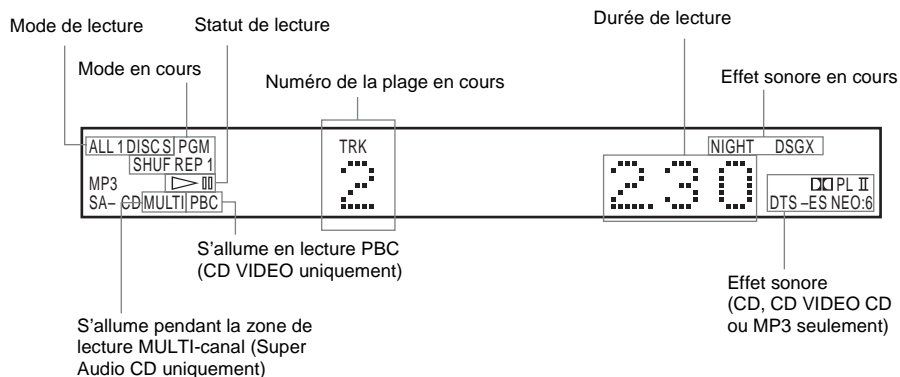 Durée de lecture
Mode de lecture
Statut de lecture
Mode en cours
Numéro de la plage en cours
Effet sonore en cours
ALL 1 DISC S PGM
SHUF REP 1
MP3
SA– CD MULTI PBC
TRK
2
2.30
NIGHT DSGX
PL II
DTS –ES NEO:6
S'allume en lecture PBC
(CD VIDEO uniquement)
S'allume pendant la zone de
lecture MULTI-canal (Super
Audio CD uniquement)
Effet sonore
(CD, CD VIDEO CD
ou MP3 seulement)